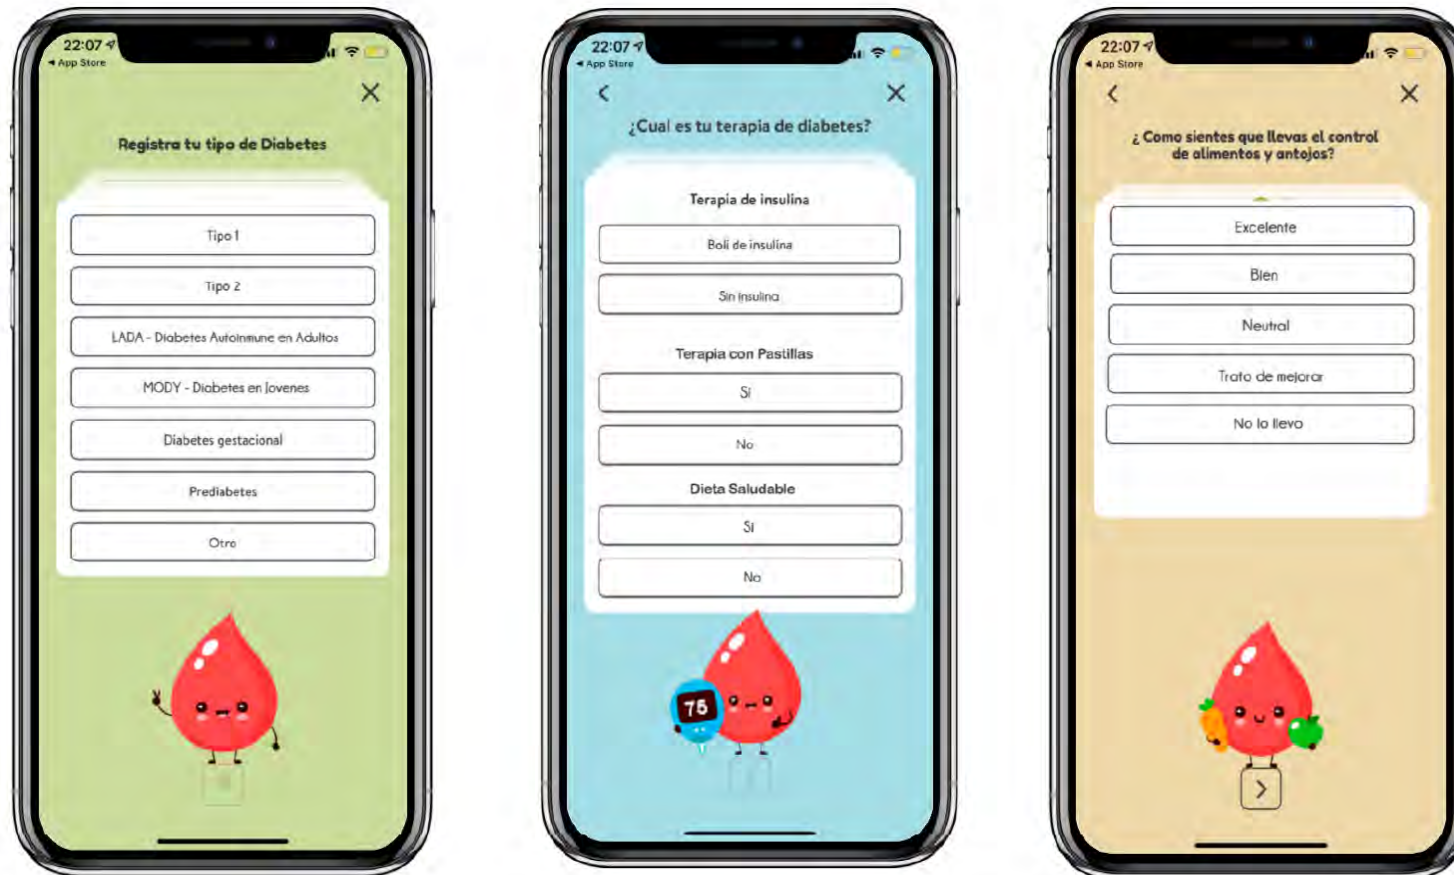 22:07
◀ App Store
Registra tu tipo de Diabetes
Tipo 1
Tipo 2
LADA - Diabetes Autoinmune en Adultos
MODY - Diabetes en Jovenes
Diabetes gestacional
Prediabetes
Otro
22:07
◀ App Store
¿Cual es tu terapia de diabetes?
Terapia de insulina
Boli de insulina
Sin insulina
Terapia con Pastillas
Sí
No
Dieta Saludable
Sí
No
75
22:07
◀ App Store
¿ Como sientes que llevas el control
de alimentos y antojos?
Excelente
Bien
Neutral
Trato de mejorar
No lo llevo